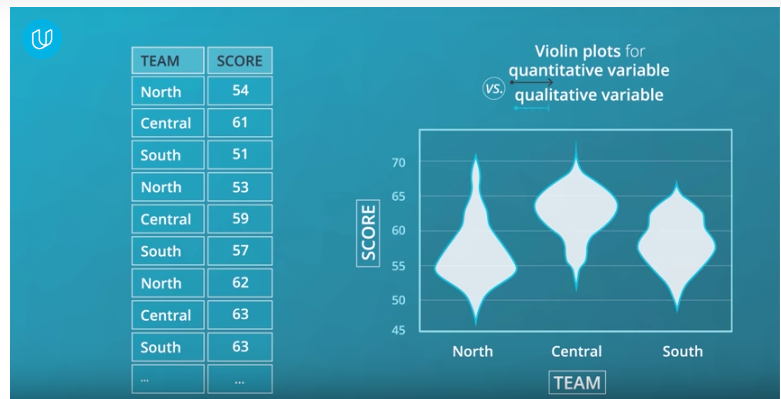 TEAM SCORE
North 54
Central 61
South 51
North 53
Central 59
South 57
North 62
Central 63
South 63
... ...
Violin plots for
quantitative variable
VS. qualitative variable
SCORE
70
65
60
55
50
45
North Central South
TEAM